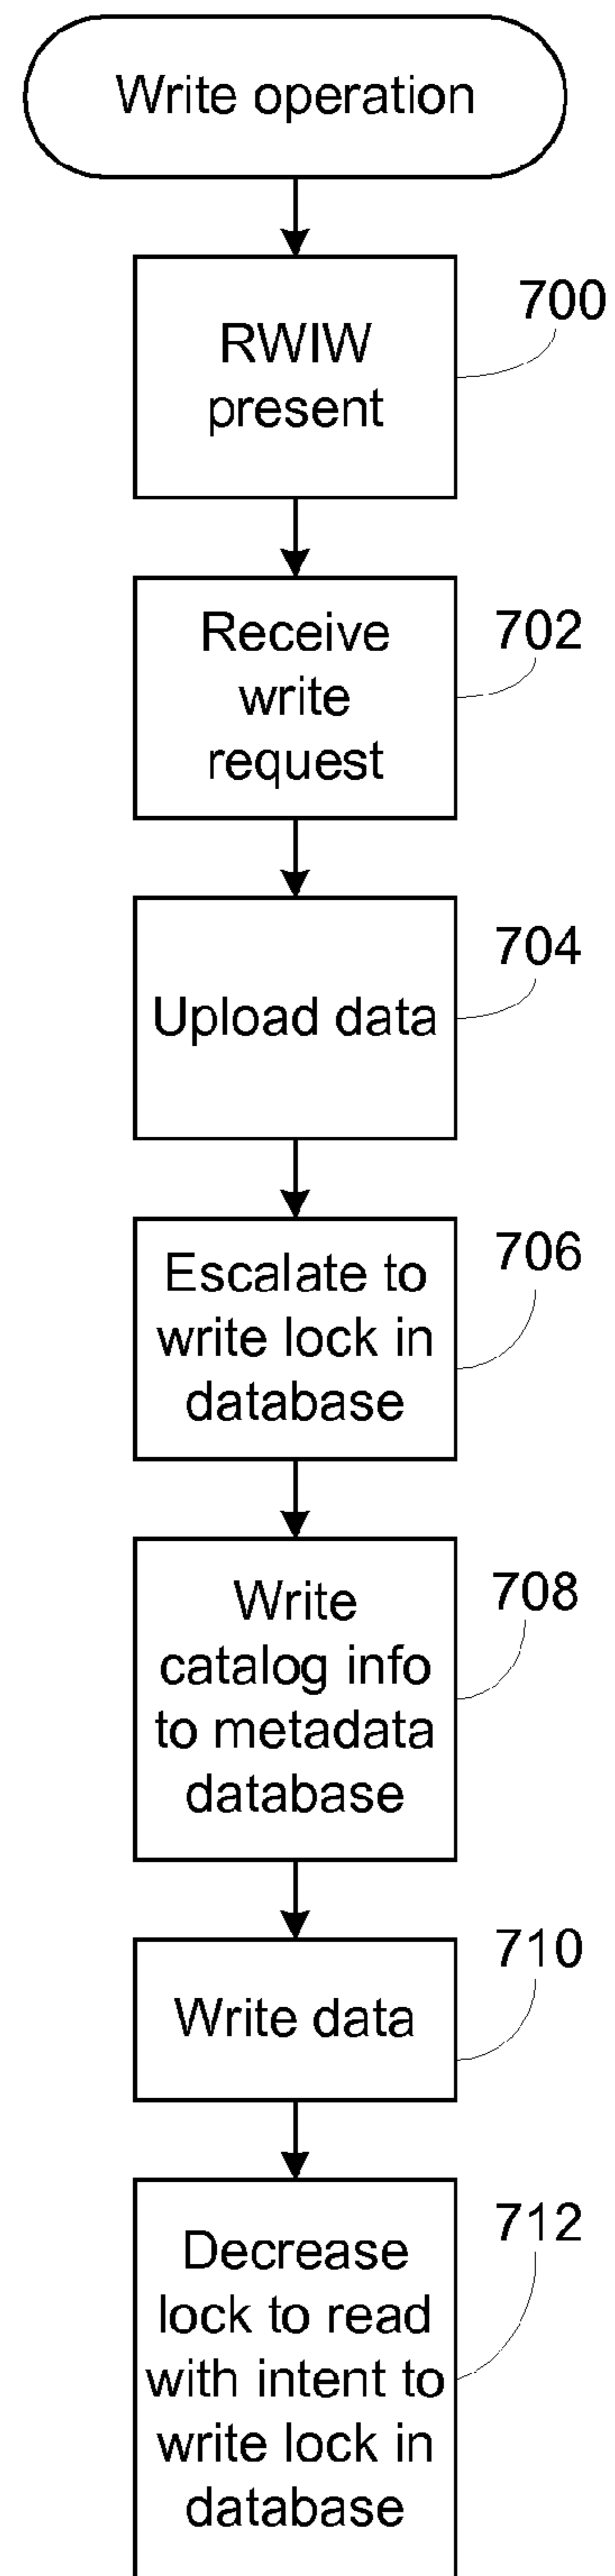 Write operation
RWIW
present
700
Receive
write
request
702
Upload data
704
Escalate to
write lock in
database
706
Write
catalog info
to metadata
database
708
Write data
710
Decrease
lock to read
with intent to
write lock in
database
712